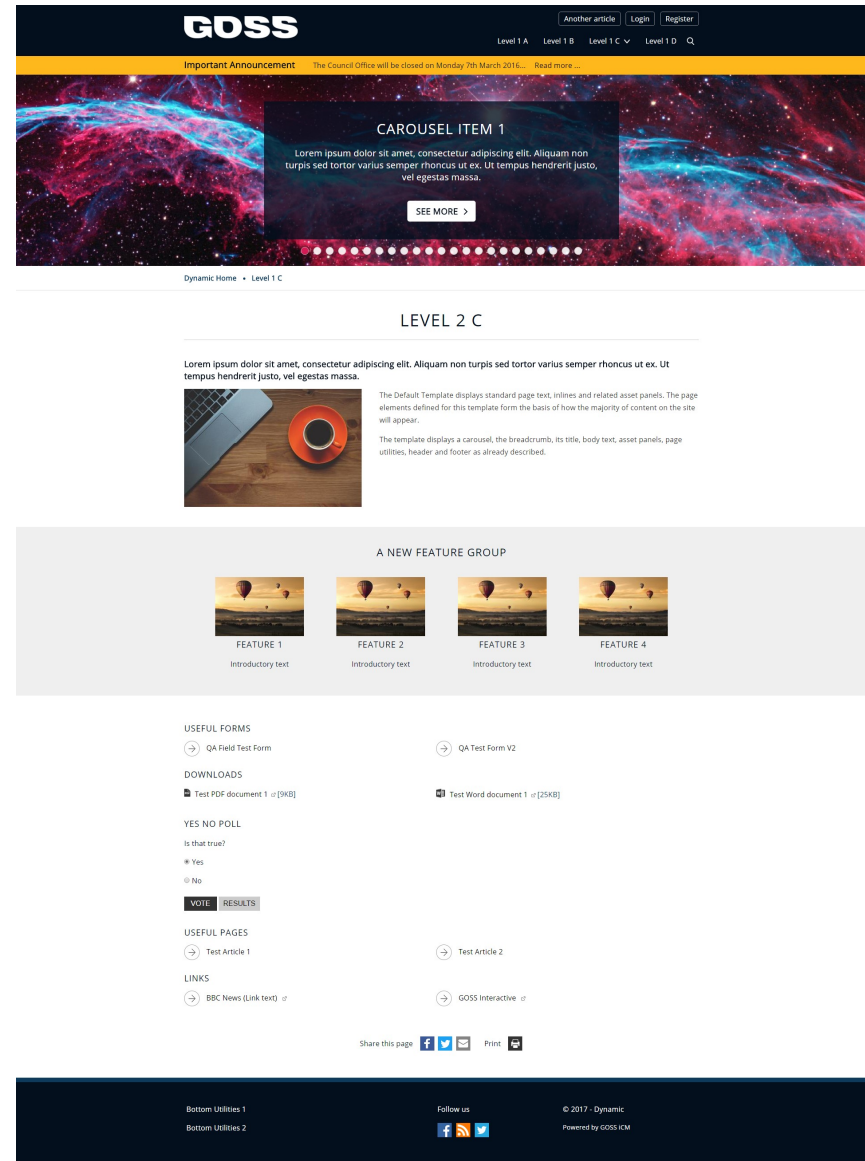 GOSS
Another article Login Register
Level 1 A Level 1 B Level 1 C Level 1 D
Important Announcement The Council Office will be closed on Monday 7th March 2016... Read more ...
CAROUSEL ITEM 1
Lorem ipsum dolor sit amet, consectetur adipiscing elit. Aliquam non
turpis sed tortor varius semper rhoncus ut ex. Ut tempus hendrerit justo,
vel egestas massa.
SEE MORE
Dynamic Home • Level 1 C
LEVEL 2 C
Lorem ipsum dolor sit amet, consectetur adipiscing elit. Aliquam non turpis sed tortor varius semper rhoncus ut ex. Ut
tempus hendrerit justo, vel egestas massa.
The Default Template displays standard page text, inlines and related asset panels. The page
elements defined for this template form the basis of how the majority of content on the site
will appear.
The template displays a carousel, the breadcrumb, its title, body text, asset panels, page
utilities, header and footer as already described.
A NEW FEATURE GROUP
FEATURE 1 FEATURE 2 FEATURE 3 FEATURE 4
Introductory text Introductory text Introductory text Introductory text
USEFUL FORMS
QA Field Test Form QA Test Form V2
DOWNLOADS
Test PDF document 1 [9KB] Test Word document 1 [25KB]
YES NO POLL
Is that true?
Yes
No
VOTE RESULTS
USEFUL PAGES
Test Article 1 Test Article 2
LINKS
BBC News (Link text) GOSS Interactive
Share this page Print
Bottom Utilities 1 Follow us © 2017 - Dynamic
Bottom Utilities 2 Powered by GOSS iCM